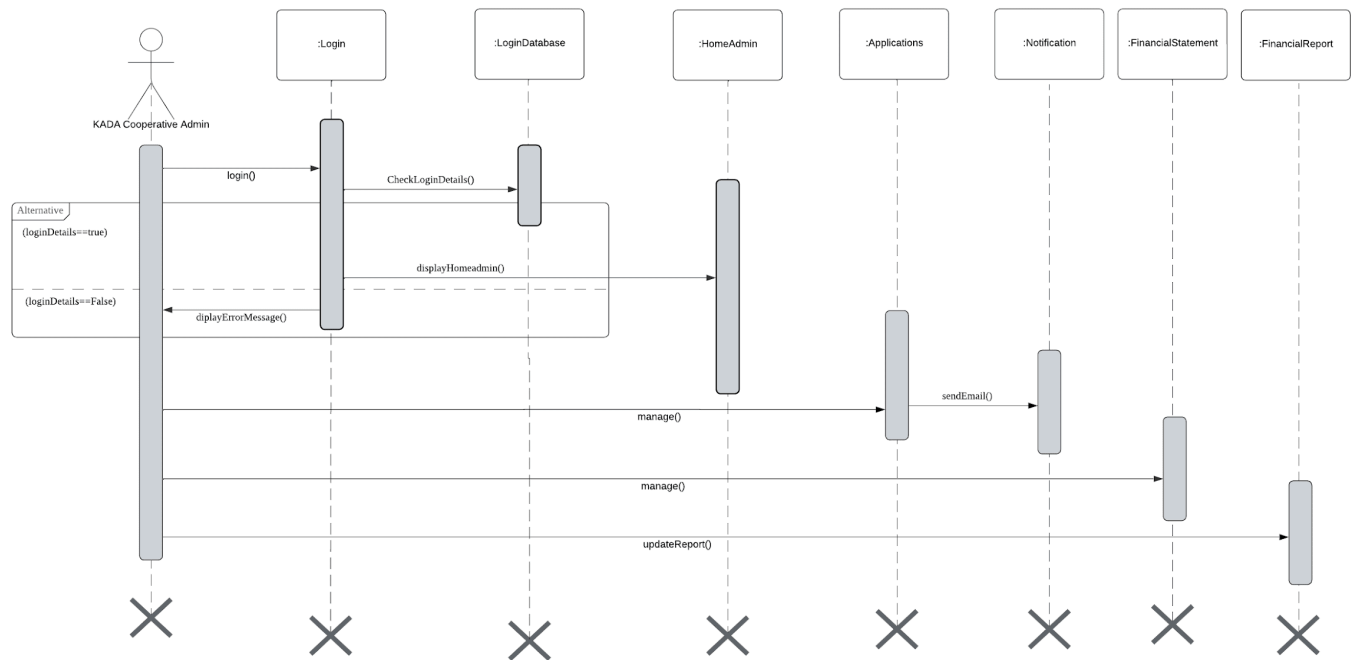 :Login
:LoginDatabase
:HomeAdmin
:Applications
:Notification
:FinancialStatement
:FinancialReport
KADA Cooperative Admin
login()
CheckLoginDetails()
Alternative
(loginDetails==true)
displayHomeadmin()
(loginDetails==False)
diplayErrorMessage()
sendEmail()
manage()
manage()
updateReport()